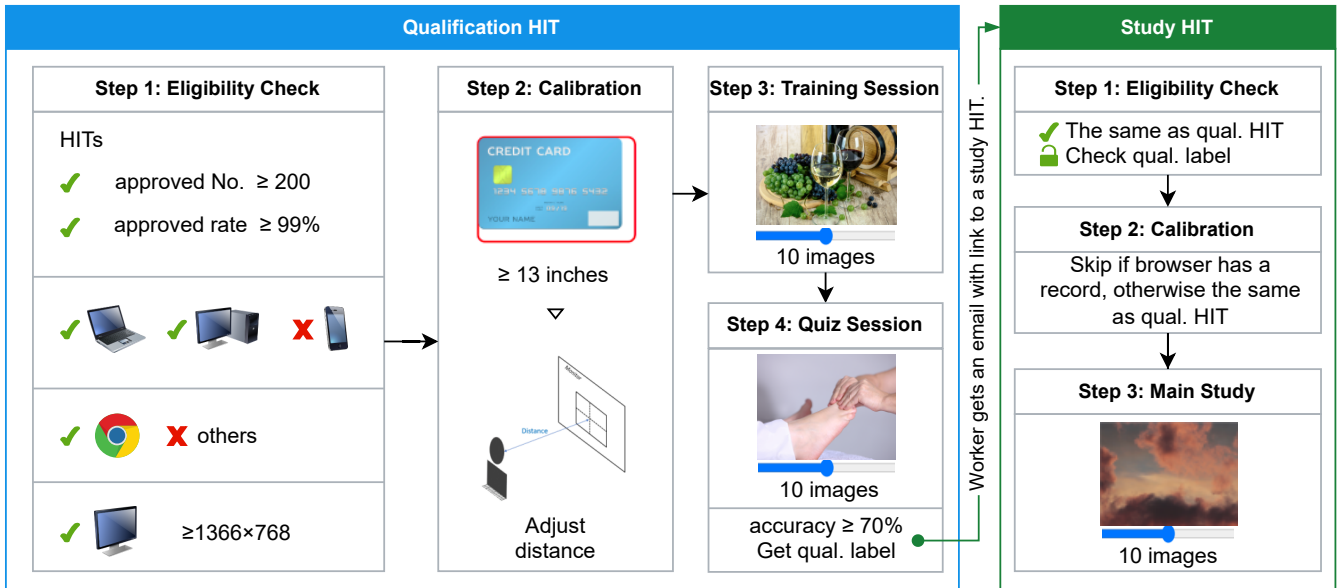 Qualification HIT
Step 1: Eligibility Check
HITs
approved No. ≥ 200
approved rate ≥ 99%
others
≥1366×768
Step 2: Calibration
CREDIT CARD
1234 5678 9876 5432
YOUR NAME
≥ 13 inches
Monitor
Distance
Adjust
distance
Step 3: Training Session
10 images
Step 4: Quiz Session
10 images
accuracy ≥ 70%
Get qual. label
Worker gets an email with link to a study HIT.
Study HIT
Step 1: Eligibility Check
The same as qual. HIT
Check qual. label
Step 2: Calibration
Skip if browser has a
record, otherwise the same
as qual. HIT
Step 3: Main Study
10 images